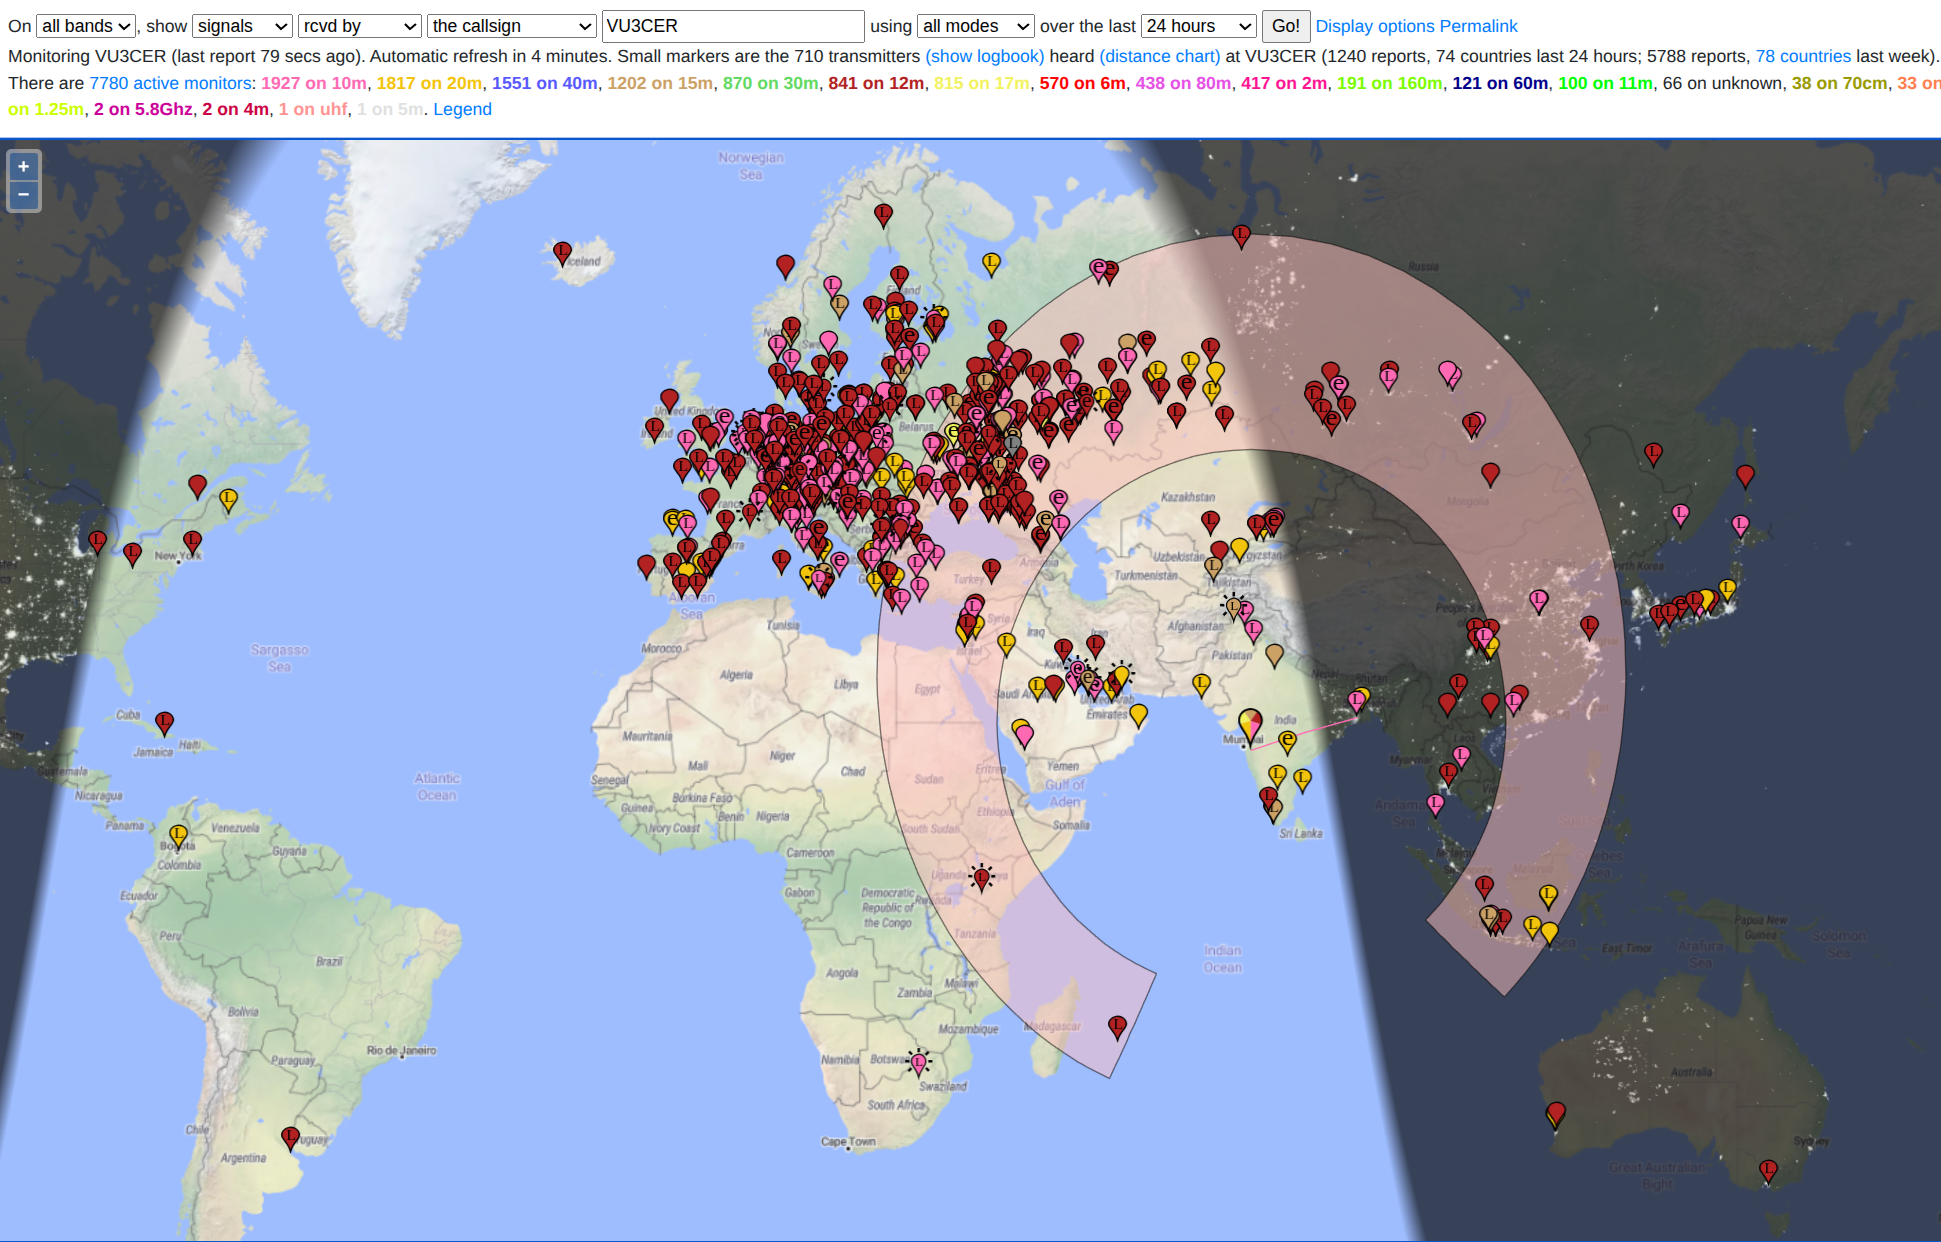 On all bands , show signals rcvd by the callsign VU3CER using all modes over the last 24 hours Go! Display options Permalink
Monitoring VU3CER (last report 79 secs ago). Automatic refresh in 4 minutes. Small markers are the 710 transmitters (show logbook) heard (distance chart) at VU3CER (1240 reports, 74 countries last 24 hours; 5788 reports, 78 countries last week).
There are 7780 active monitors: 1927 on 10m, 1817 on 20m, 1551 on 40m, 1202 on 15m, 870 on 30m, 841 on 12m, 815 on 17m, 570 on 6m, 438 on 80m, 417 on 2m, 191 on 160m, 121 on 60m, 100 on 11m, 66 on unknown, 38 on 70cm, 33 on
on 1.25m, 2 on 5.8Ghz, 2 on 4m, 1 on uhf, 1 on 5m. Legend
+
−
Norwegian
Sea
Iceland
Russia
Finland
United Kingdom
Belarus
Kazakhstan
Mongolia
New York
Uzbekistan
Kyrgyzstan
Turkmenistan
Tajikistan
Armenia
Turkey
North Korea
Alboran
Sea
Tunisia
Syria
Iraq
Iran
Afghanistan
Morocco
Israel
Pakistan
Nepal
Bhutan
Sargasso
Sea
Algeria
Libya
Egypt
Saudi
United Arab
Emirates
Cuba
Jamaica
Haiti
India
Mumbai
Mauritania
Mali
Niger
Chad
Sudan
Eritrea
Yemen
Gulf of
Aden
Laos
Myanmar
Guatemala
Nicaragua
Atlantic
Ocean
Senegal
Guinea
Burkina Faso
Benin
Nigeria
Ivory Coast
Ethiopia
South Sudan
Somalia
Sri Lanka
Andaman
Sea
Panama
Venezuela
Bogota
Colombia
Guyana
Cameroon
Uganda
Ecuador
Gabon
Democratic
Republic of
the Congo
Rwanda
Tanzania
Peru
Brazil
Indian
Ocean
East Timor
Arafura
Sea
Papua New
Guinea
Solomon
Sea
Angola
Malawi
Zambia
Bolivia
Madagascar
Mozambique
Rio de Janeiro
Paraguay
Namibia
Botswana
Swaziland
South Africa
Cape Town
Chile
Uruguay
Argentina
Australia
Sydney
Great Australian
Bight